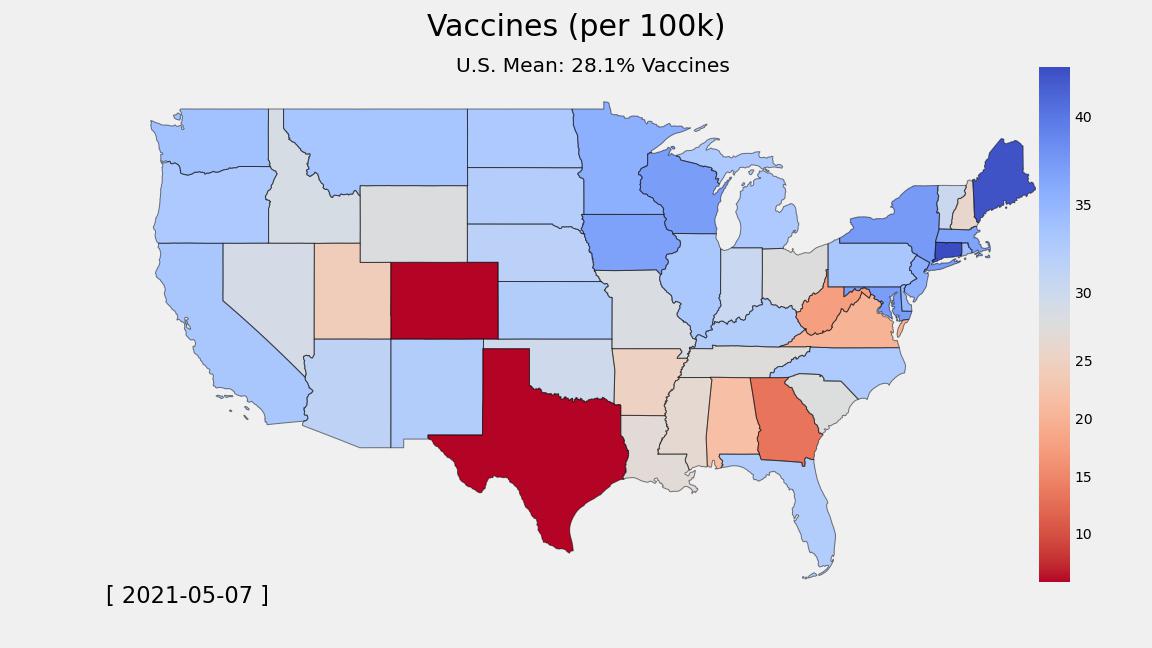 Vaccines (per 100k)
U.S. Mean: 28.1% Vaccines
40
35
30
25
20
15
10
[ 2021-05-07 ]